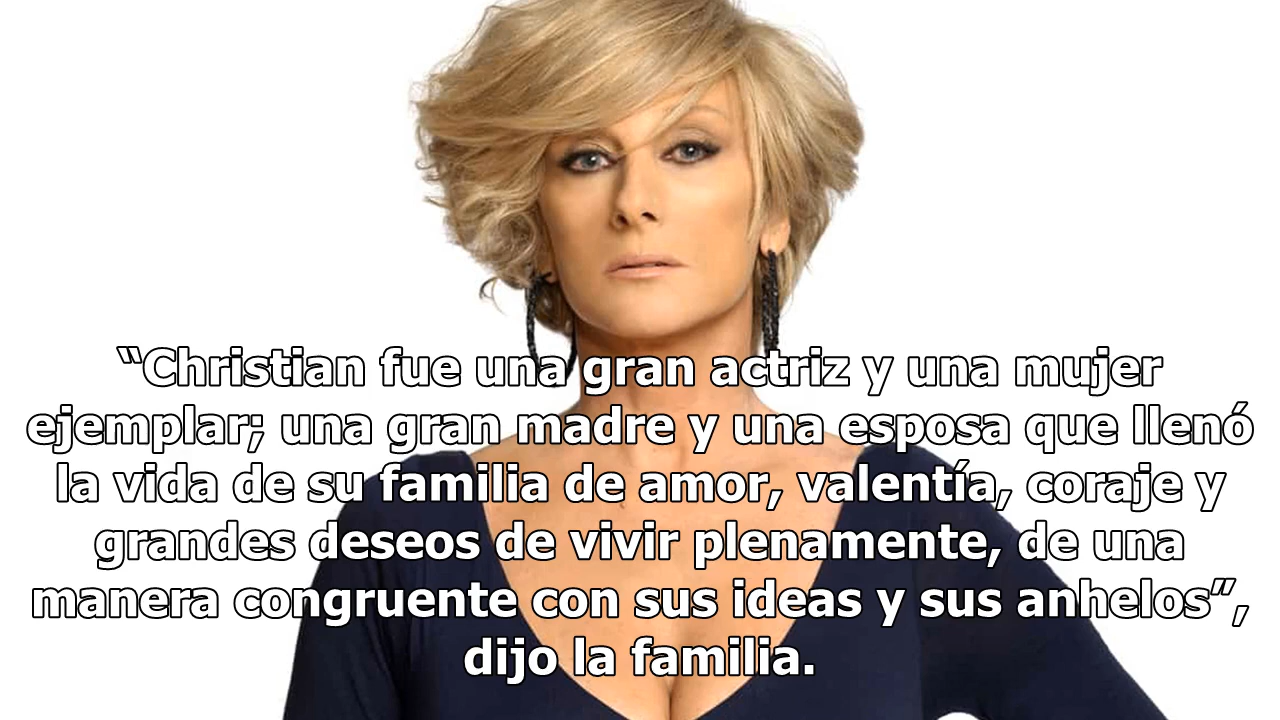 “Christian fue una gran actriz y una mujer
ejemplar; una gran madre y una esposa que llenó
la vida de su familia de amor, valentía, coraje y
grandes deseos de vivir plenamente, de una
manera congruente con sus ideas y sus anhelos”,
dijo la familia.